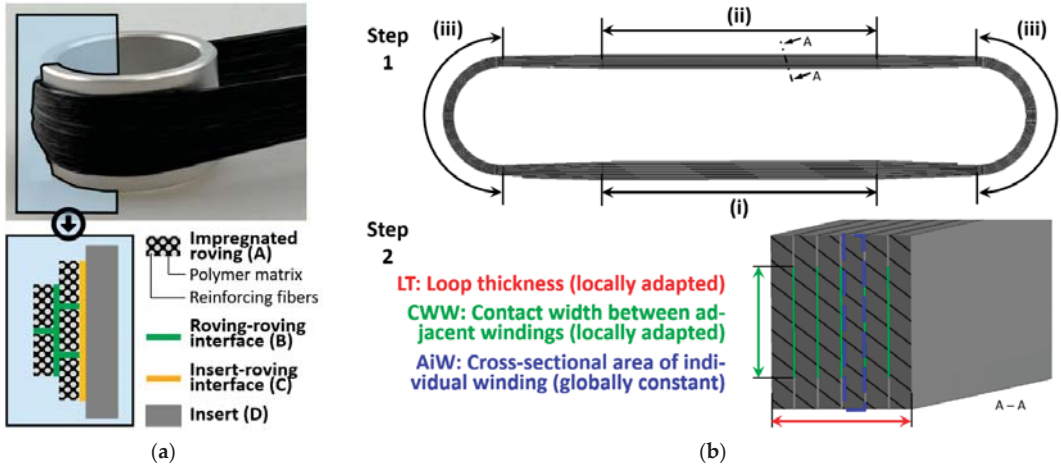 Impregnated
roving (A)
Polymer matrix
Reinforcing fibers
Roving-roving
interface (B)
Insert-roving
interface (C)
Insert (D)
(a)
Step
1
(iii)
(ii)
(iii)
A
A
(i)
Step
2
LT: Loop thickness (locally adapted)
CWW: Contact width between ad-
jacent windings (locally adapted)
AiW: Cross-sectional area of indi-
vidual winding (globally constant)
A – A
(b)